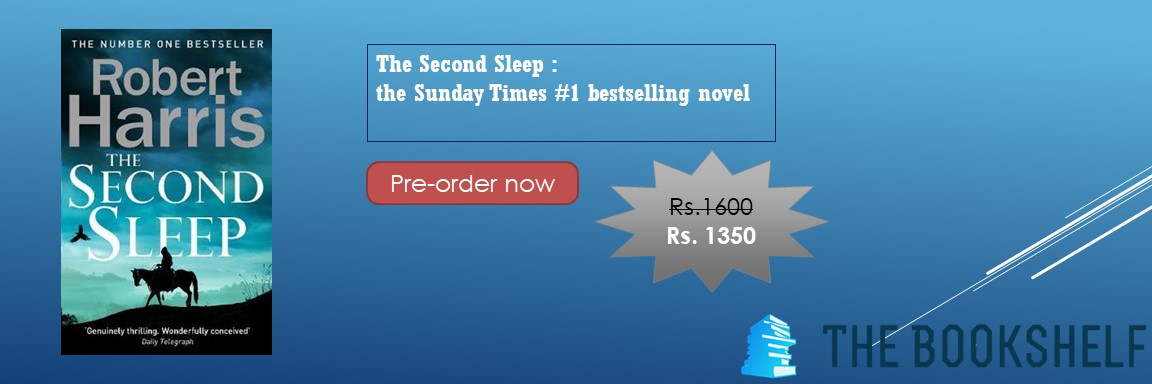 THE NUMBER ONE BESTSELLER
Robert
Harris
THE
SECOND
SLEEP
'Genuinely thrilling. Wonderfully conceived'
Daily Telegraph
The Second Sleep :
the Sunday Times #1 bestselling novel
Pre-order now
Rs.1600
Rs. 1350
THE BOOKSHELF